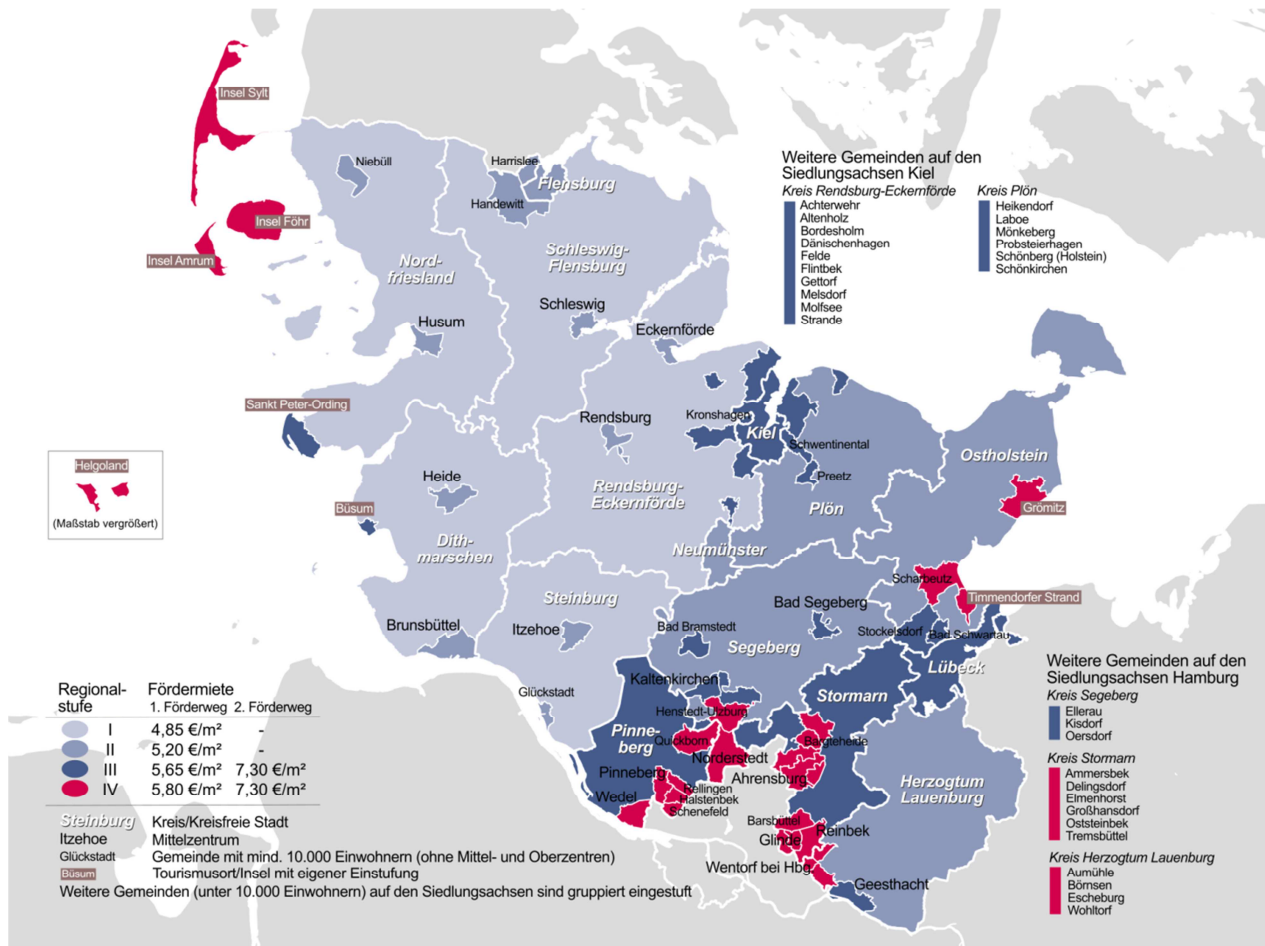 Insel Sylt
Insel Föhr
Insel Amrum
Niebüll
Harrislee
Flensburg
Handewitt
Nord-
friesland
Schleswig-
Flensburg
Husum
Schleswig
Eckernförde
Sankt Peter-Ording
Helgoland
(Maßstab vergrößert)
Büsum
Heide
Rendsburg
Kronshagen
Kiel
Schwentinental
Preetz
Rendsburg-
Eckernförde
Plön
Ostholstein
Grömitz
Dith-
marschen
Neumünster
Steinburg
Scharbeutz
Timmendorfer Strand
Brunsbüttel
Itzehoe
Bad Bramstedt
Bad Segeberg
Segeberg
Stockelsdorf
Bad Schwartau
Lübeck
Glückstadt
Kaltenkirchen
Stormarn
Henstedt-Ulzburg
Pinne-
berg
Quickborn
Norderstedt
Bargteheide
Pinneberg
Ahrensburg
Rellingen
Halstenbek
Schenefeld
Wedel
Herzogtum
Lauenburg
Barsbüttel
Reinbek
Glinde
Wentorf bei Hbg.
Geesthacht
Weitere Gemeinden auf den
Siedlungsachsen Kiel
Kreis Rendsburg-Eckernförde
Achterwehr
Altenholz
Bordesholm
Dänischenhagen
Felde
Flintbek
Gettorf
Melsdorf
Molfsee
Strande
Kreis Plön
Heikendorf
Laboe
Mönkeberg
Probsteierhagen
Schönberg (Holstein)
Schönkirchen
Weitere Gemeinden auf den
Siedlungsachsen Hamburg
Kreis Segeberg
Ellerau
Kisdorf
Oersdorf
Kreis Stormarn
Ammersbek
Delingsdorf
Elmenhorst
Großhansdorf
Oststeinbek
Tremsbüttel
Kreis Herzogtum Lauenburg
Aumühle
Börnsen
Escheburg
Wohltorf
Regional- Fördermiete
stufe 1. Förderweg 2. Förderweg
I 4,85 €/m² -
II 5,20 €/m² -
III 5,65 €/m² 7,30 €/m²
IV 5,80 €/m² 7,30 €/m²
Steinburg Kreis/Kreisfreie Stadt
Itzehoe Mittelzentrum
Glückstadt Gemeinde mit mind. 10.000 Einwohnern (ohne Mittel- und Oberzentren)
Büsum Tourismusort/Insel mit eigener Einstufung
Weitere Gemeinden (unter 10.000 Einwohnern) auf den Siedlungsachsen sind gruppiert eingestuft